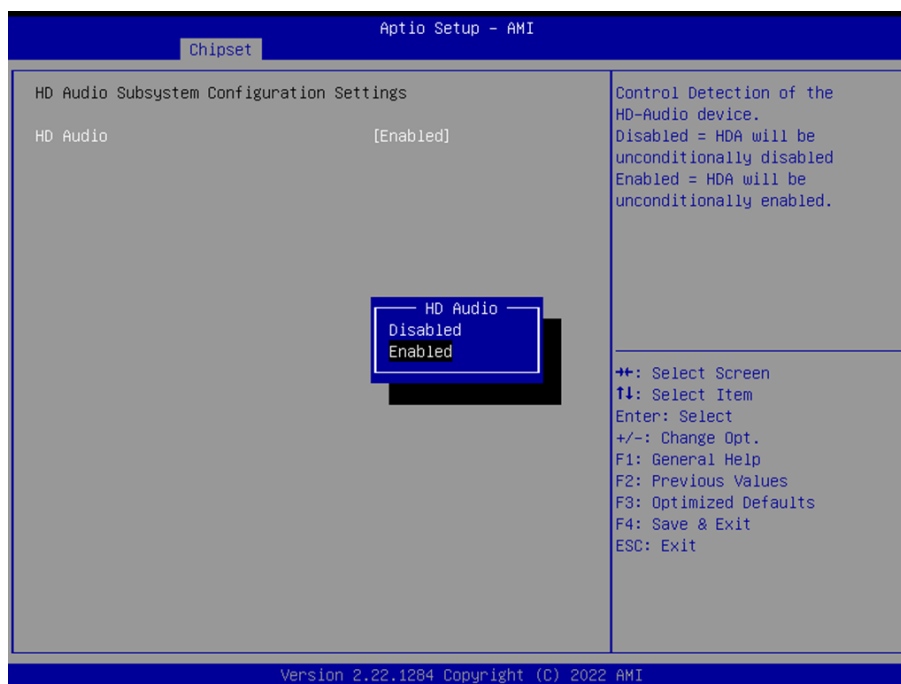 Aptio Setup – AMI
Chipset
HD Audio Subsystem Configuration Settings
HD Audio [Enabled]
HD Audio
Disabled
Enabled
Control Detection of the
HD-Audio device.
Disabled = HDA will be
unconditionally disabled
Enabled = HDA will be
unconditionally enabled.
→←: Select Screen
↑↓: Select Item
Enter: Select
+/-: Change Opt.
F1: General Help
F2: Previous Values
F3: Optimized Defaults
F4: Save & Exit
ESC: Exit
Version 2.22.1284 Copyright (C) 2022 AMI